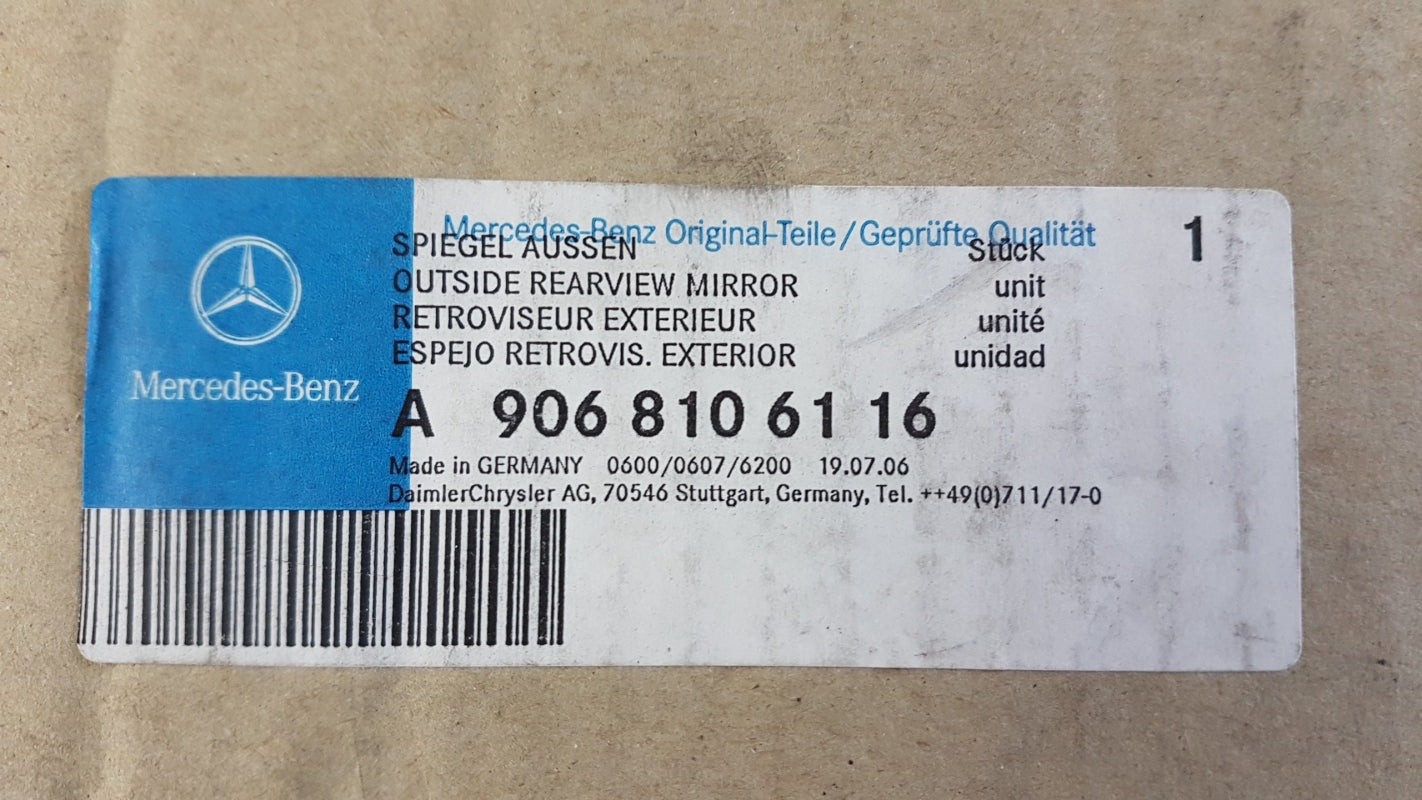 Mercedes-Benz Original-Teile/Geprüfte Qualität
SPIEGEL AUSSEN Stück 1
OUTSIDE REARVIEW MIRROR unit
RETROVISEUR EXTERIEUR unité
ESPEJO RETROVIS. EXTERIOR unidad
Mercedes-Benz
A 906 810 61 16
Made in GERMANY 0600/0607/6200 19.07.06
DaimlerChrysler AG, 70546 Stuttgart, Germany, Tel. ++49(0)711/17-0